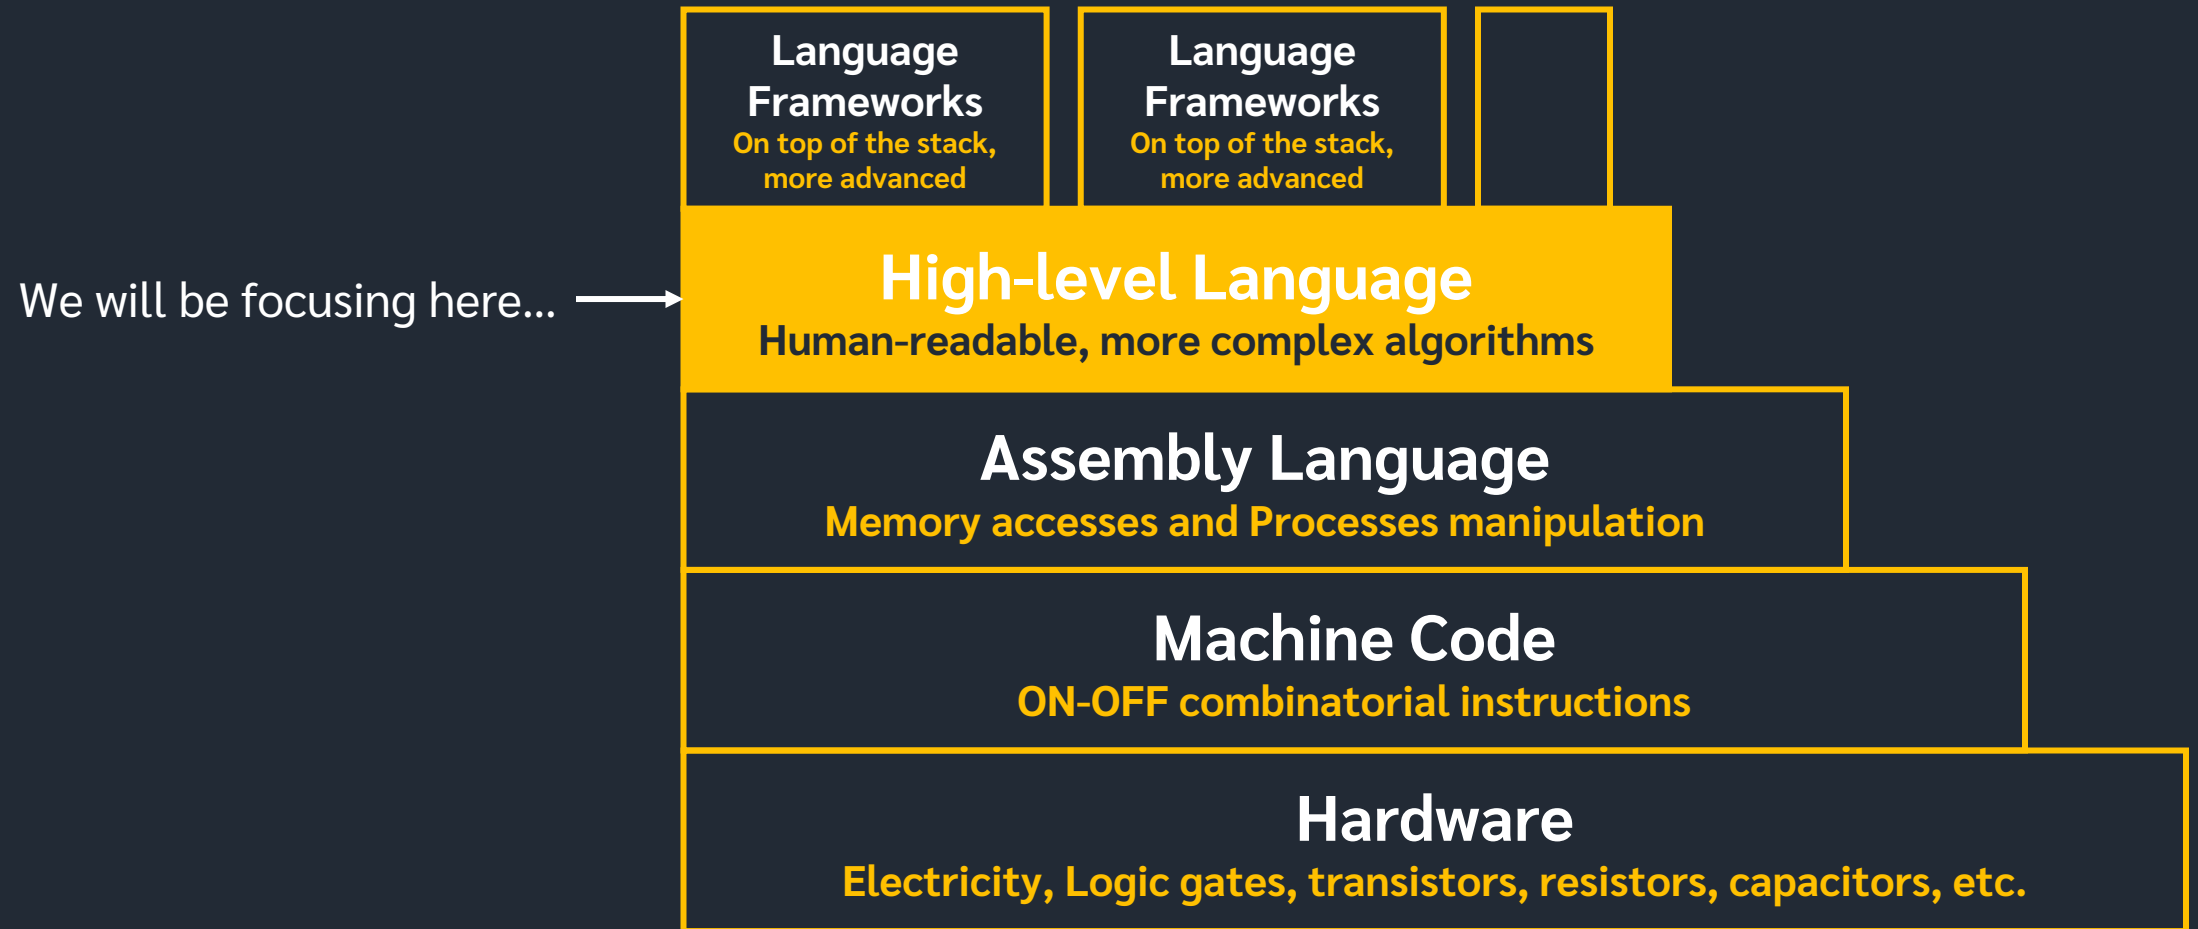 Language
Frameworks
On top of the stack,
more advanced
Language
Frameworks
On top of the stack,
more advanced
We will be focusing here...
High-level Language
Human-readable, more complex algorithms
Assembly Language
Memory accesses and Processes manipulation
Machine Code
ON-OFF combinatorial instructions
Hardware
Electricity, Logic gates, transistors, resistors, capacitors, etc.